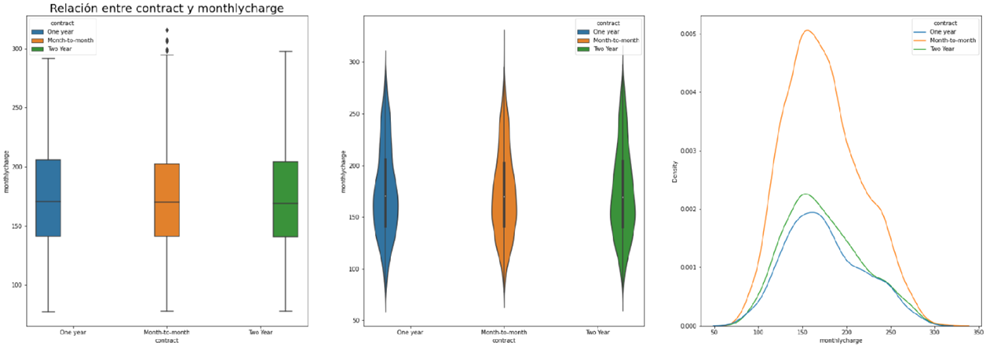 Relación entre contract y monthlycharge
contract
One year
Month-to-month
Two Year
300
250
200
150
100
monthlycharge
One year
Month-to-month
Two Year
contract
contract
One year
Month-to-month
Two Year
350
300
250
200
150
100
50
monthlycharge
One year
Month-to-month
Two Year
contract
contract
One year
Month-to-month
Two Year
0.005
0.004
0.003
0.002
0.001
0.000
Density
50
100
150
200
250
300
350
monthlycharge